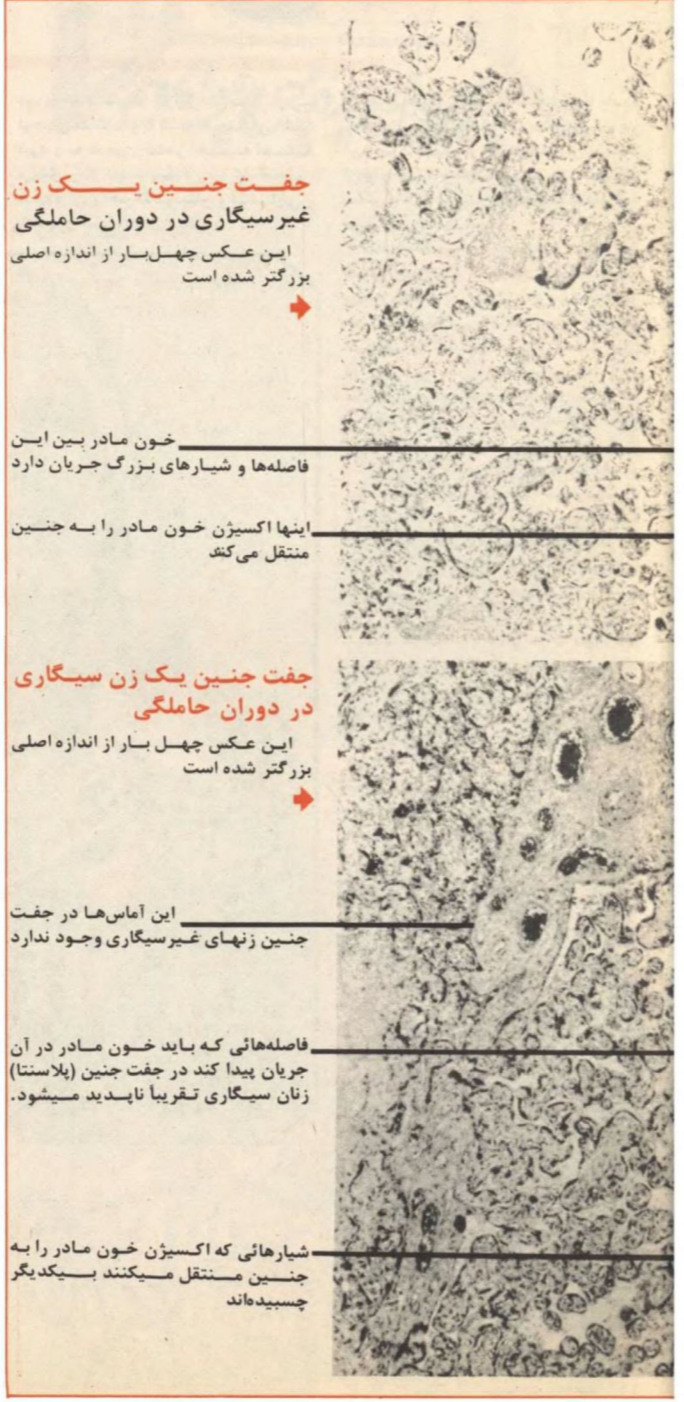 جفت جنین یک زن
غیرسیگاری در دوران حاملگی
این عکس چهل‌بار از اندازه اصلی
بزرگتر شده است
خون مادر بین این
فاصله‌ها و شیارهای بزرگ جریان دارد
اینها اکسیژن خون مادر را به جنین
منتقل می‌کند
جفت جنین یک زن سیگاری
در دوران حاملگی
این عکس چهل بار از اندازه اصلی
بزرگتر شده است
این آماس‌ها در جفت
جنین زنهای غیرسیگاری وجود ندارد
فاصله‌هائی که باید خون مادر در آن
جریان پیدا کند در جفت جنین (پلاسنتا)
زنان سیگاری تقریباً ناپدید میشود.
شیارهائی که اکسیژن خون مادر را به
جنین منتقل میکنند بیکدیگر
چسبیده‌اند